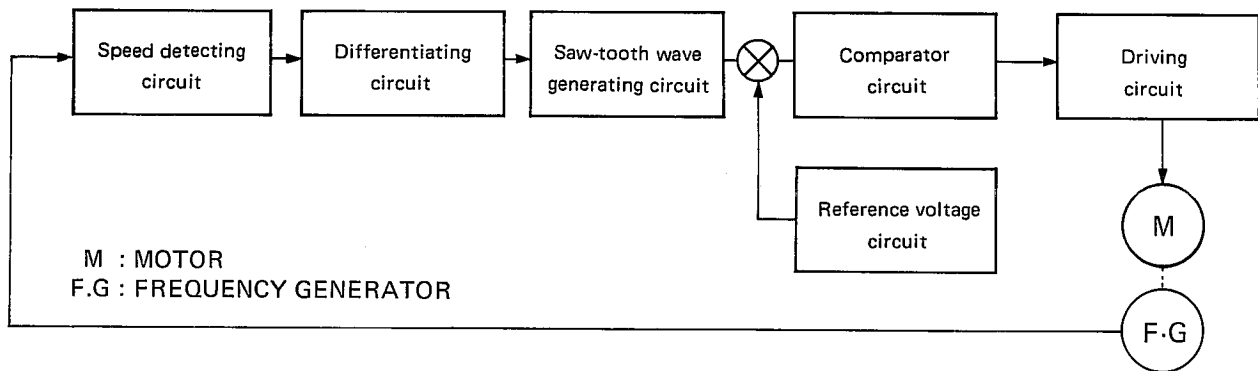 Speed detecting
circuit
Differentiating
circuit
Saw-tooth wave
generating circuit
Comparator
circuit
Driving
circuit
Reference voltage
circuit
M
M : MOTOR
F.G : FREQUENCY GENERATOR
F·G